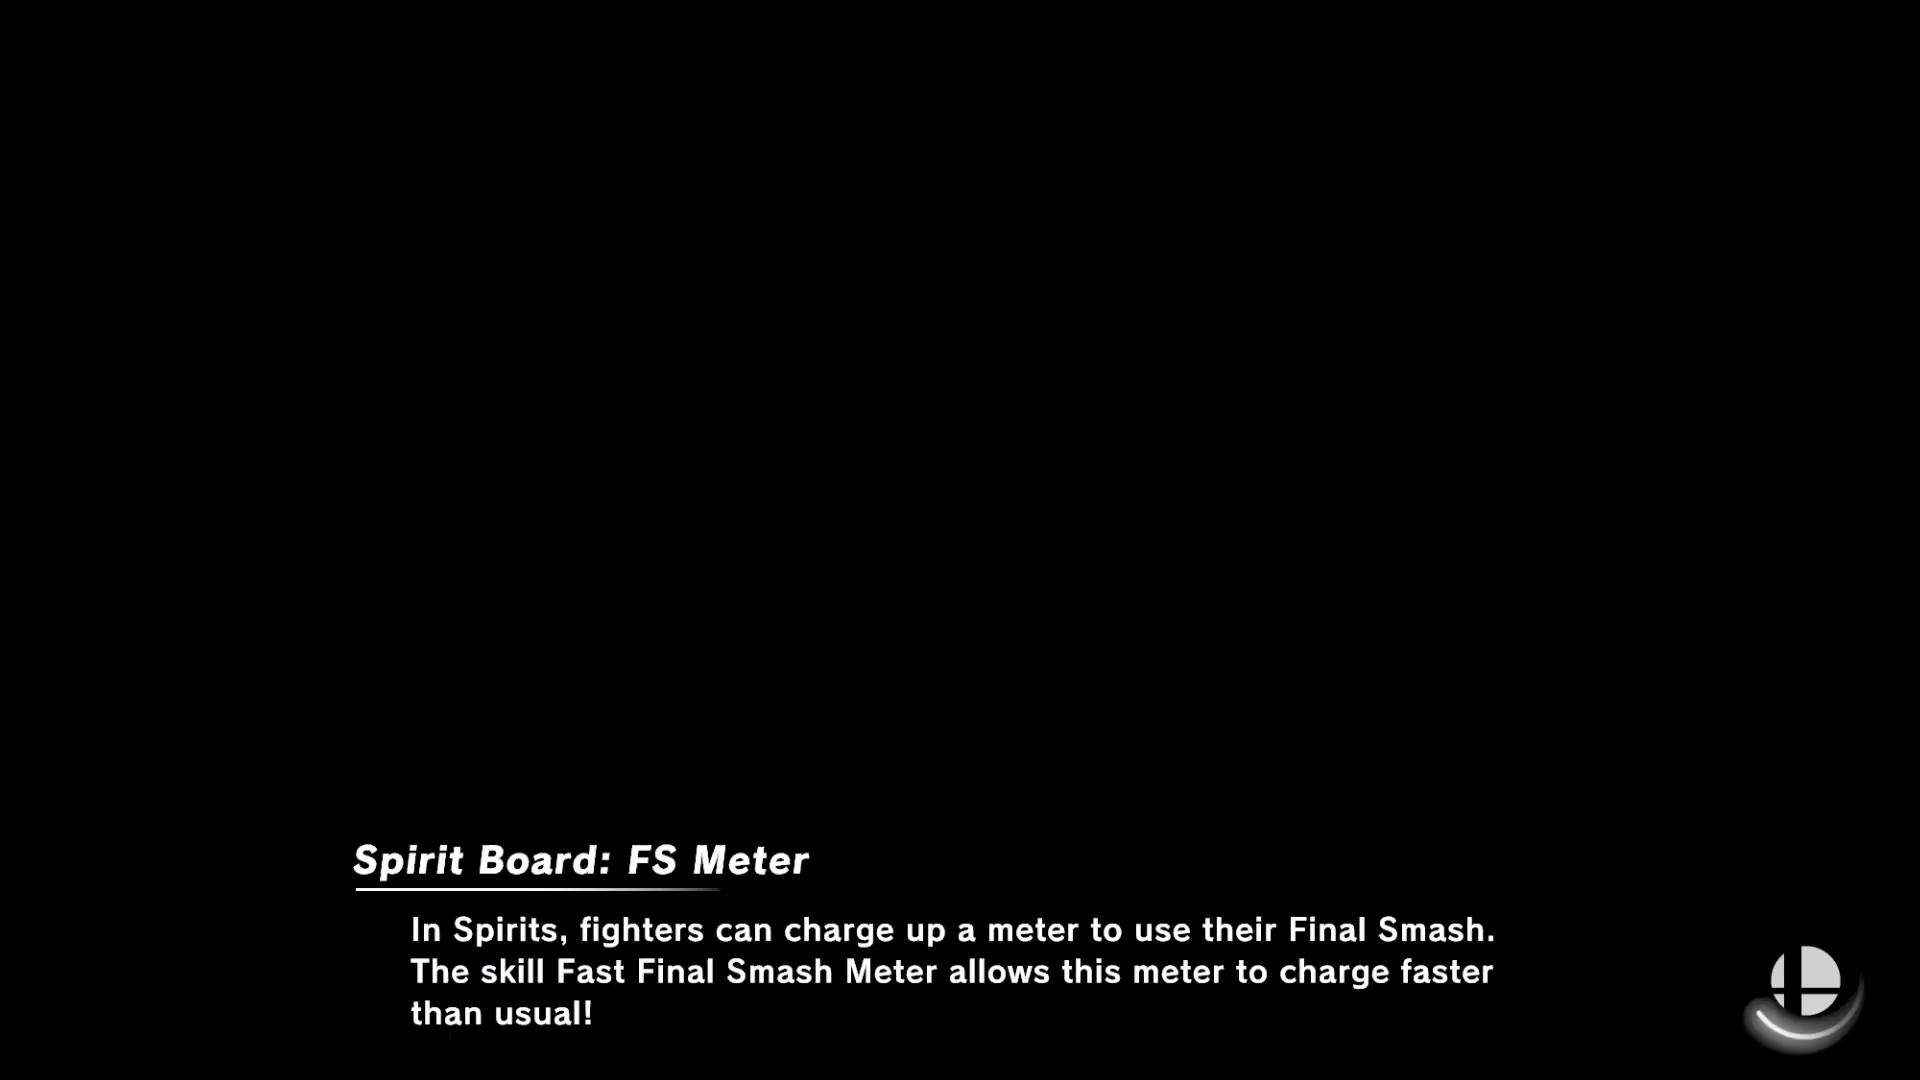 Spirit Board: FS Meter
In Spirits, fighters can charge up a meter to use their Final Smash.
The skill Fast Final Smash Meter allows this meter to charge faster
than usual!